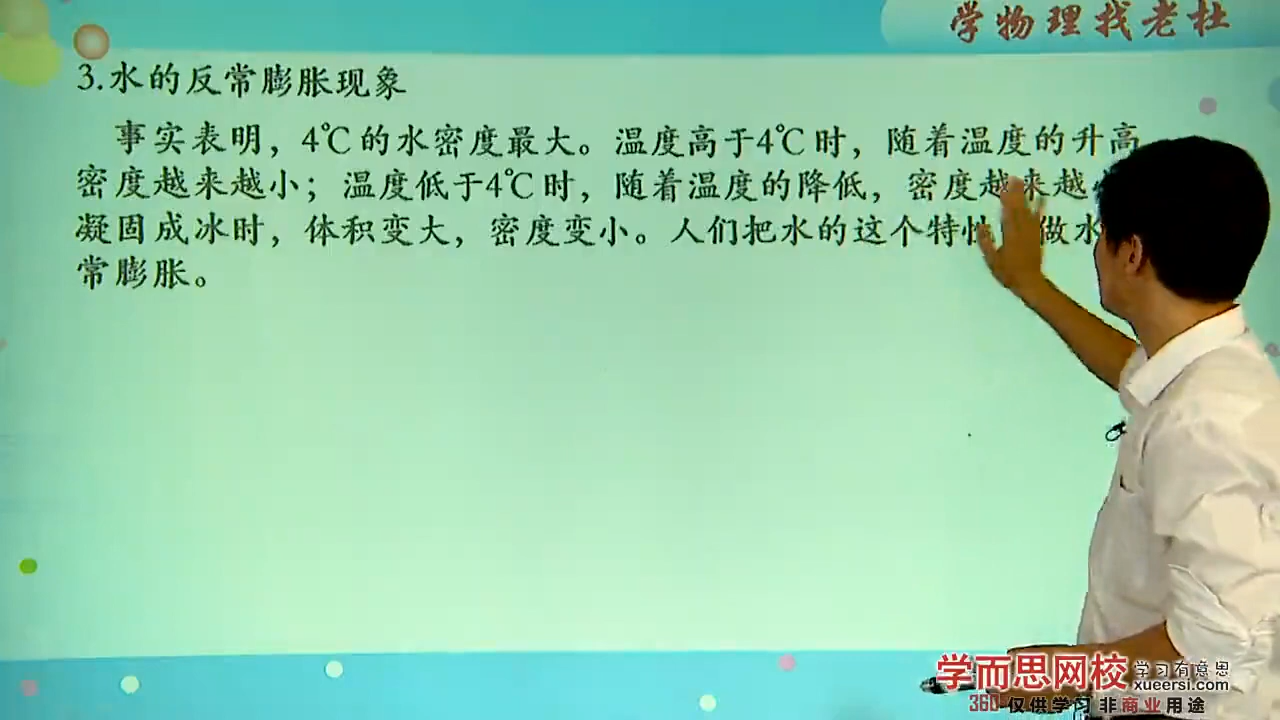 学物理找老杜
3.水的反常膨胀现象
事实表明，4℃的水密度最大。温度高于4℃时，随着温度的升高，
密度越来越小；温度低于4℃时，随着温度的降低，密度越来越
凝固成冰时，体积变大，密度变小。人们把水的这个特性 做水
常膨胀。
学而思网校 学习有意思
xueersi.com
360°仅供学习 非商业用途